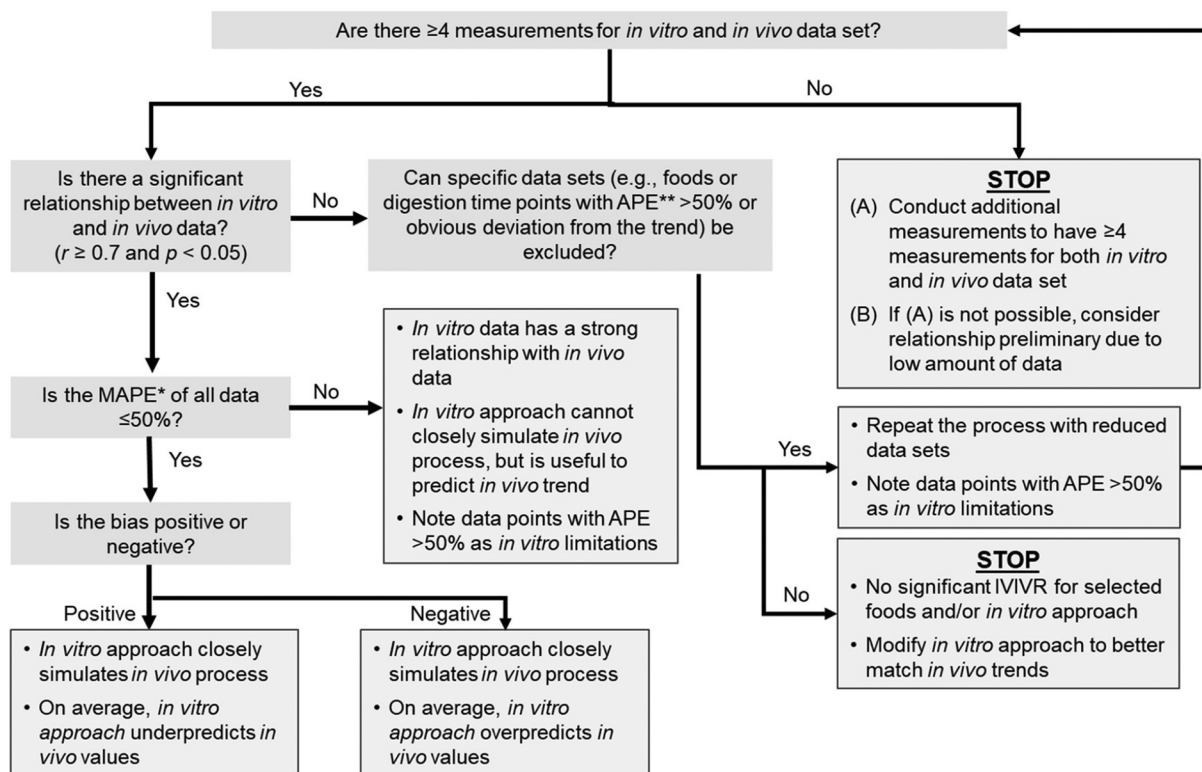 Are there ≥4 measurements for in vitro and in vivo data set?
Yes
No
Is there a significant
relationship between in vitro
and in vivo data?
(r ≥ 0.7 and p < 0.05)
No
Can specific data sets (e.g., foods or
digestion time points with APE** >50% or
obvious deviation from the trend) be
excluded?
STOP
(A) Conduct additional
measurements to have ≥4
measurements for both in vitro
and in vivo data set
(B) If (A) is not possible, consider
relationship preliminary due to
low amount of data
Yes
Is the MAPE* of all data
≤50%?
No
• In vitro data has a strong
relationship with in vivo
data
• In vitro approach cannot
closely simulate in vivo
process, but is useful to
predict in vivo trend
• Note data points with APE
>50% as in vitro limitations
Yes
• Repeat the process with reduced
data sets
• Note data points with APE >50%
as in vitro limitations
No
STOP
• No significant IVIVR for selected
foods and/or in vitro approach
• Modify in vitro approach to better
match in vivo trends
Yes
Is the bias positive or
negative?
Positive
Negative
• In vitro approach closely
simulates in vivo process
• On average, in vitro
approach underpredicts in
vivo values
• In vitro approach closely
simulates in vivo process
• On average, in vitro
approach overpredicts in
vivo values